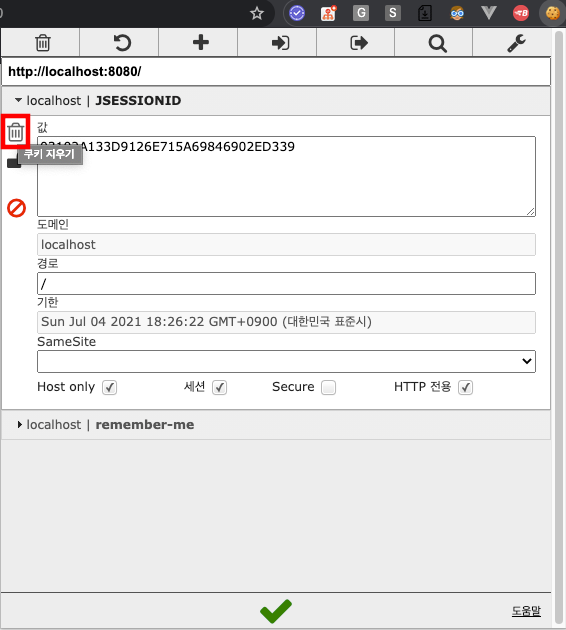 http://localhost:8080/
localhost | JSESSIONID
값
A133D9126E715A69846902ED339
쿠키 지우기
도메인
localhost
경로
/
기한
Sun Jul 04 2021 18:26:22 GMT+0900 (대한민국 표준시)
SameSite
Host only 세션 Secure HTTP 전용
localhost | remember-me
도움말